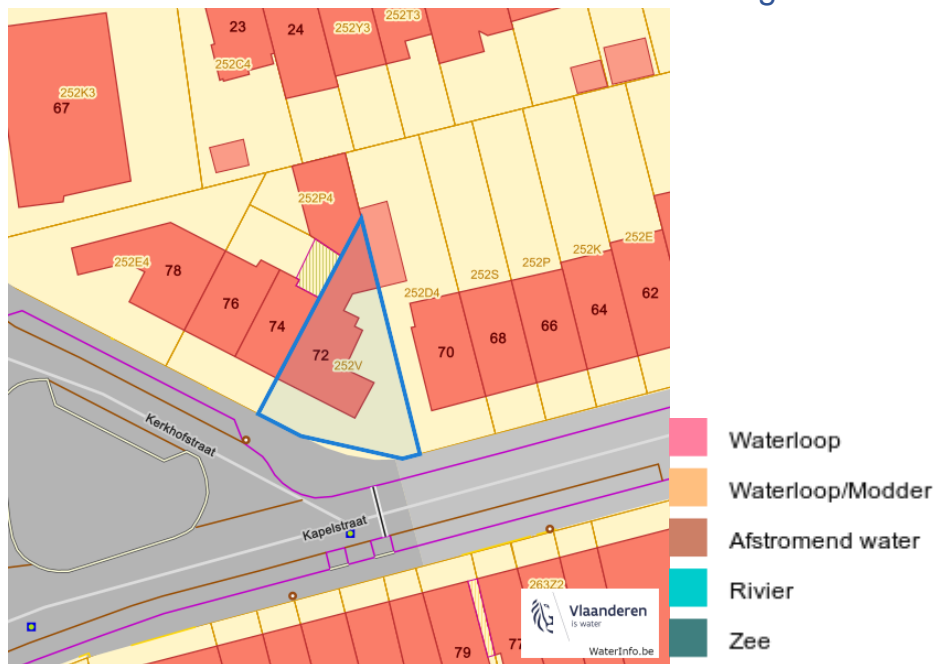 23
24
252Y3
252T3
252C4
252K3
67
252P4
252E4
78
76
74
72
252V
252D4
252S
252P
252K
252E
70
68
66
64
62
Kerkhofstraat
Kapelstraat
263Z2
79
77
Vlaanderen
is water
WaterInfo.be
Waterloop
Waterloop/Modder
Afstromend water
Rivier
Zee